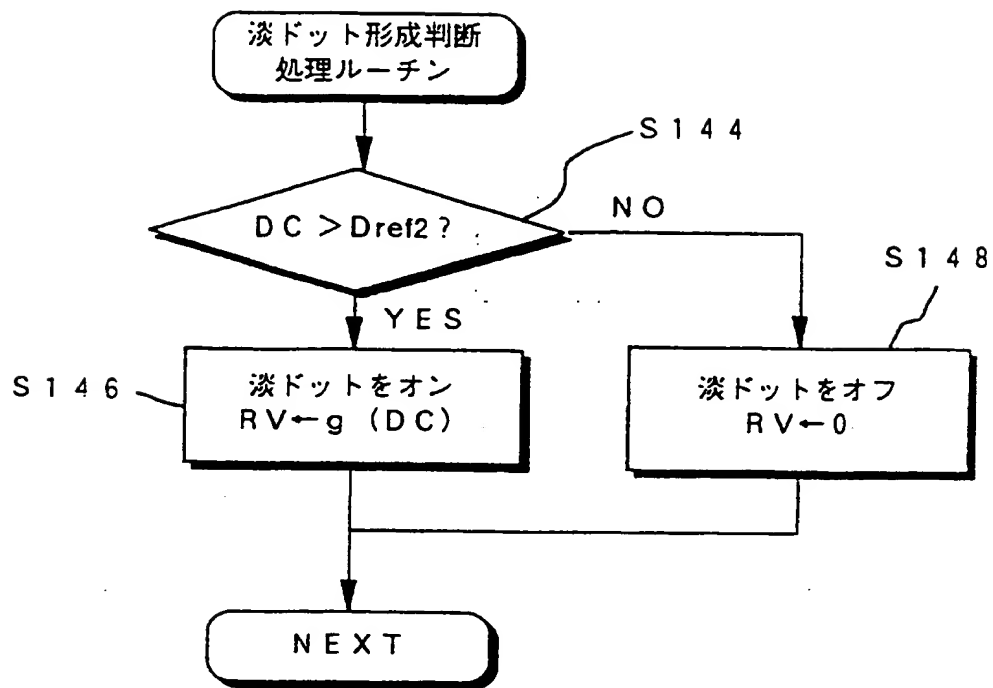 淡ドット形成判断
処理ルーチン
S144
DC>Dref2?
NO
S148
YES
S146
淡ドットをオン
RV←g (DC)
淡ドットをオフ
RV←0
NEXT